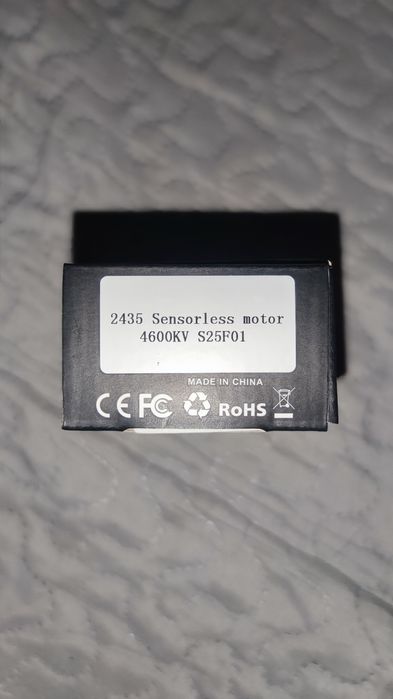 2435 Sensorless motor
4600KV S25F01
MADE IN CHINA
CE FC RoHS